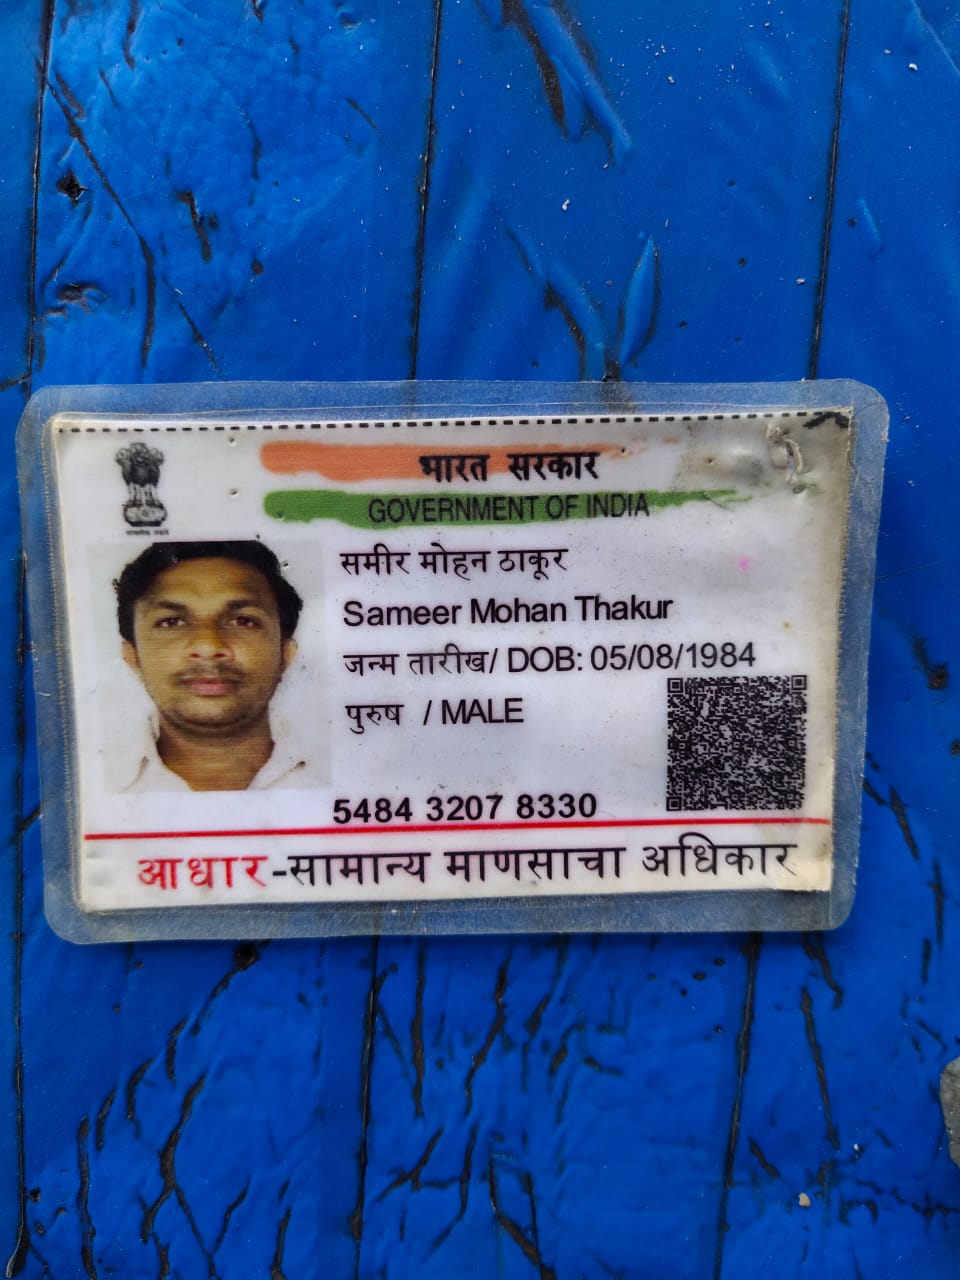 भारत सरकार
GOVERNMENT OF INDIA
समीर मोहन ठाकूर
Sameer Mohan Thakur
जन्म तारीख/ DOB: 05/08/1984
पुरुष / MALE
5484 3207 8330
आधार-सामान्य माणसाचा अधिकार